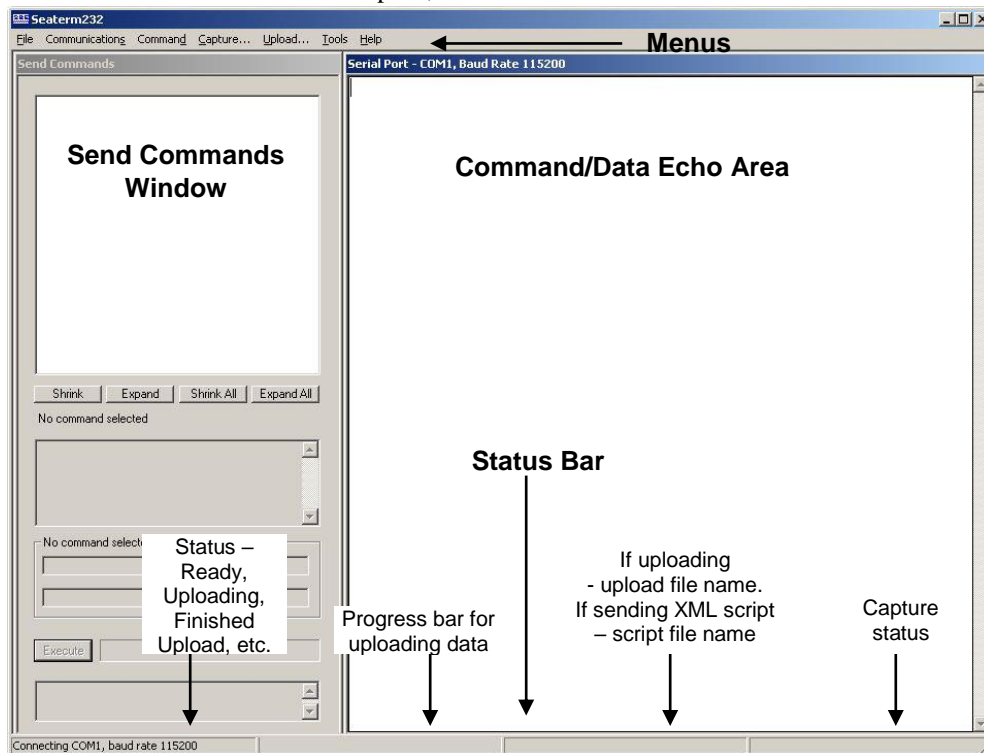 Seaterm232
File Communications Command Capture... Upload... Tools Help
Menus
Send Commands
Serial Port - COM1, Baud Rate 115200
Send Commands
Window
Command/Data Echo Area
Shrink Expand Shrink All Expand All
No command selected
Status Bar
No command selec
Status –
Ready,
Uploading,
Finished
Upload, etc.
Progress bar for
uploading data
If uploading
- upload file name.
If sending XML script
– script file name
Capture
status
Execute
Connecting COM1, baud rate 115200